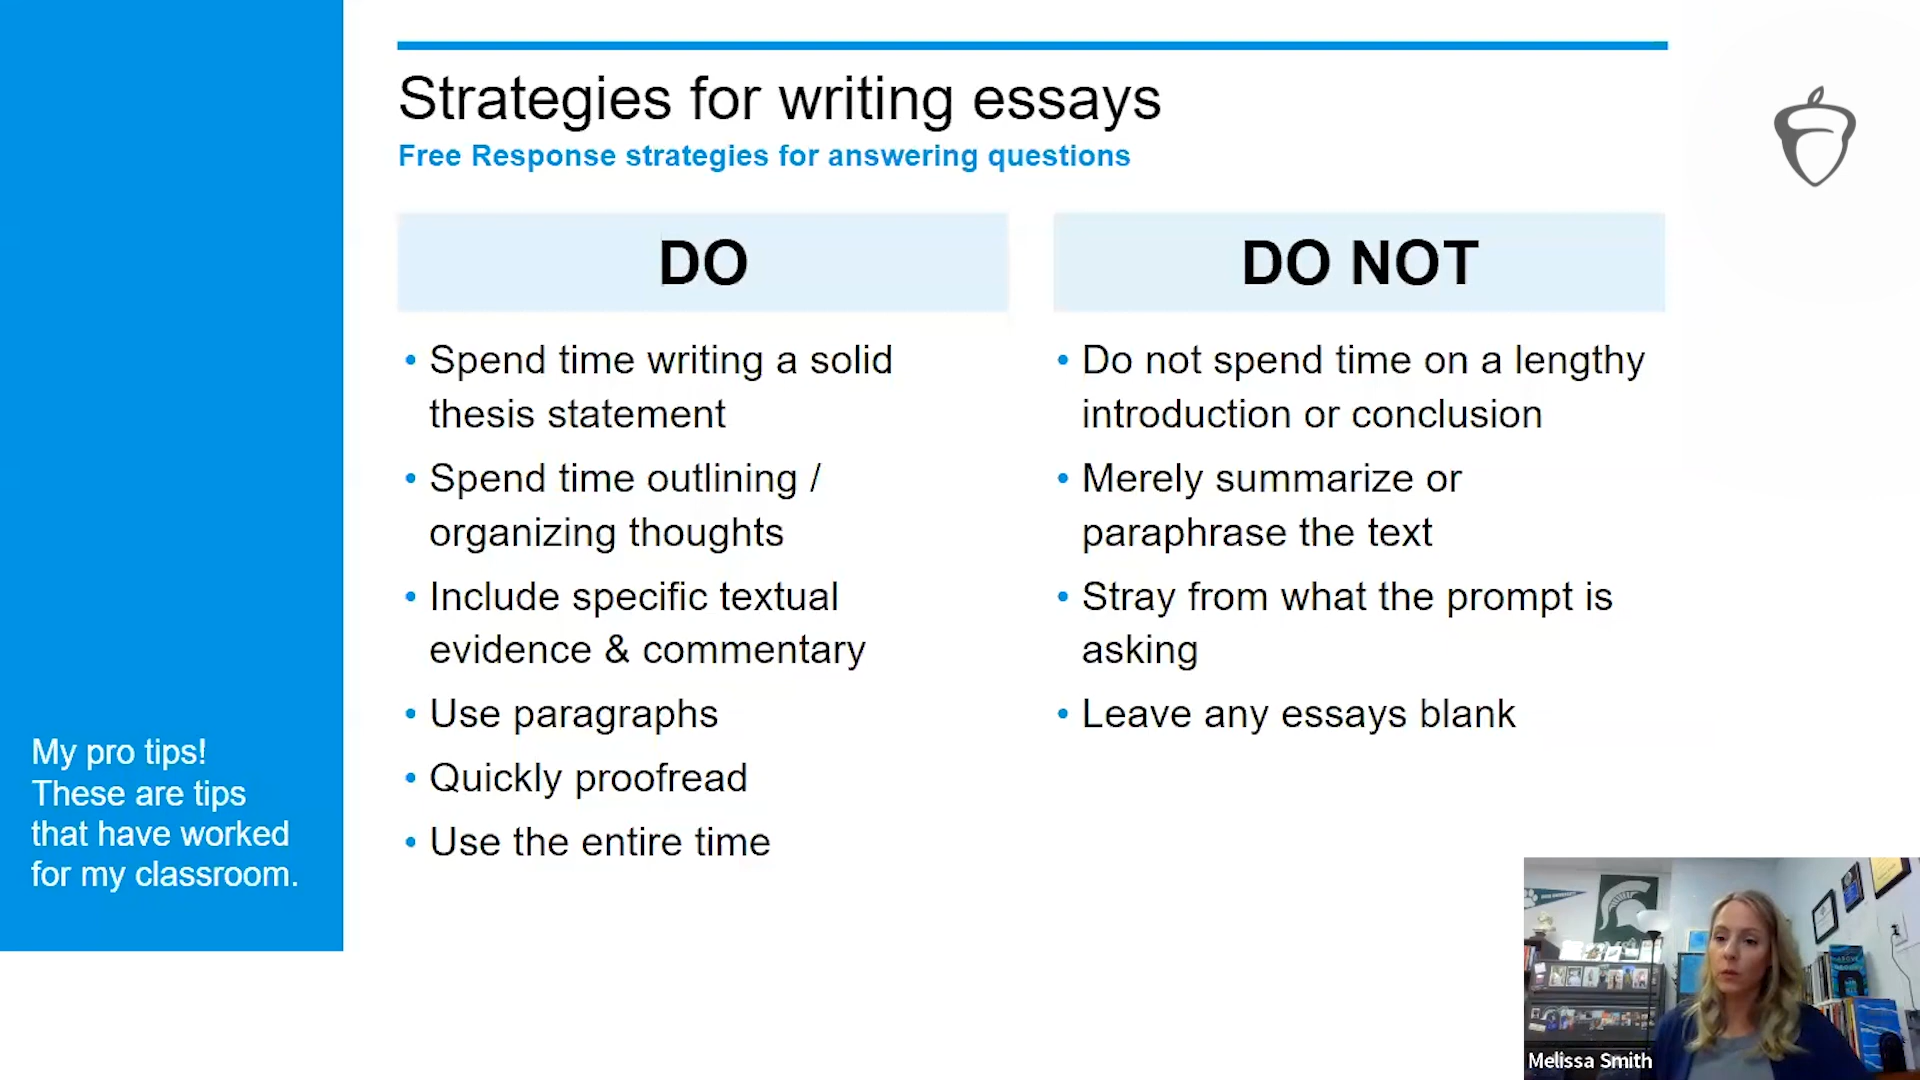 Strategies for writing essays
Free Response strategies for answering questions
DO
• Spend time writing a solid
thesis statement
• Spend time outlining /
organizing thoughts
• Include specific textual
evidence & commentary
• Use paragraphs
• Quickly proofread
• Use the entire time
DO NOT
• Do not spend time on a lengthy
introduction or conclusion
• Merely summarize or
paraphrase the text
• Stray from what the prompt is
asking
• Leave any essays blank
My pro tips!
These are tips
that have worked
for my classroom.
Melissa Smith